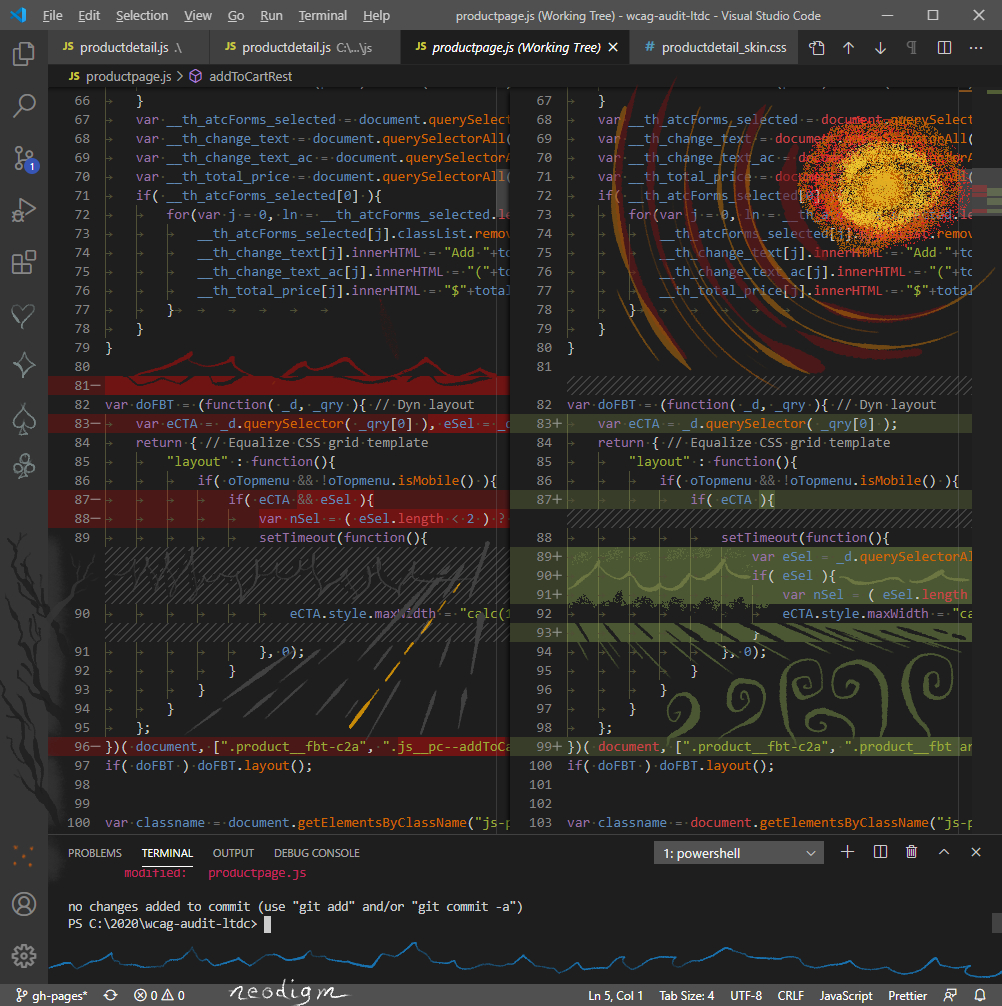 File Edit Selection View Go Run Terminal Help productpage.js (Working Tree) - wcag-audit-ltdc - Visual Studio Code
JS productdetail.js .\ JS productdetail.js C:\...\js JS productpage.js (Working Tree) # productdetail_skin.css
JS productpage.js > addToCartRest
66 }
67 var __th_atcForms_selected = document.querySelect
68 var __th_change_text = document.querySelectorAll(
69 var __th_change_text_ac = document.querySelectorA
70 var __th_total_price = document.querySelectorAll(
71 if( __th_atcForms_selected[0] ){
72 for(var j = 0, ln = __th_atcForms_selected.le
73 __th_atcForms_selected[j].classList.remov
74 __th_change_text[j].innerHTML = "Add "+to
75 __th_change_text_ac[j].innerHTML = "("+to
76 __th_total_price[j].innerHTML = "$"+total
77 }
78 }
79 }
80
81-
82 var doFBT = (function( _d, _qry ){ // Dyn layout
83- var eCTA = _d.querySelector( _qry[0] ), eSel = _d
84 return { // Equalize CSS grid template
85 "layout" : function(){
86 if( oTopmenu && !oTopmenu.isMobile() ){
87- if( eCTA && eSel ){
88- var nSel = ( eSel.length < 2 ) ?
89 setTimeout(function(){
90 eCTA.style.maxWidth = "calc(1
91 }, 0);
92 }
93 }
94 }
95 };
96- })( document, [".product__fbt-c2a", ".js__pc--addToCa
97 if( doFBT ) doFBT.layout();
98
99
100 var classname = document.getElementsByClassName("js-p
67 }
68 var __th_atcForms_selected = document.querySelect
69 var __th_change_text = document.querySelectorAll(
70 var __th_change_text_ac = document.querySelectorA
71 var __th_total_price = document.querySelectorAll(
72 if( __th_atcForms_selected[0] ){
73 for(var j = 0, ln = __th_atcForms_selected.le
74 __th_atcForms_selected[j].classList.remov
75 __th_change_text[j].innerHTML = "Add "+to
76 __th_change_text_ac[j].innerHTML = "("+to
77 __th_total_price[j].innerHTML = "$"+total
78 }
79 }
80 }
81
82 var doFBT = (function( _d, _qry ){ // Dyn layout
83+ var eCTA = _d.querySelector( _qry[0] );
84 return { // Equalize CSS grid template
85 "layout" : function(){
86 if( oTopmenu && !oTopmenu.isMobile() ){
87+ if( eCTA ){
88 setTimeout(function(){
89+ var eSel = _d.querySelectorAl
90+ if( eSel ){
91+ var nSel = ( eSel.length
92 eCTA.style.maxWidth = "ca
93+ }
94 }, 0);
95 }
96 }
97 }
98 };
99+ })( document, [".product__fbt-c2a", ".product__fbt ar
100 if( doFBT ) doFBT.layout();
101
102
103 var classname = document.getElementsByClassName("js-p
1
PROBLEMS TERMINAL OUTPUT DEBUG CONSOLE 1: powershell
modified: productpage.js
no changes added to commit (use "git add" and/or "git commit -a")
PS C:\2020\wcag-audit-ltdc>
gh-pages* 0 0 neodigm Ln 5, Col 1 Tab Size: 4 UTF-8 CRLF JavaScript Prettier